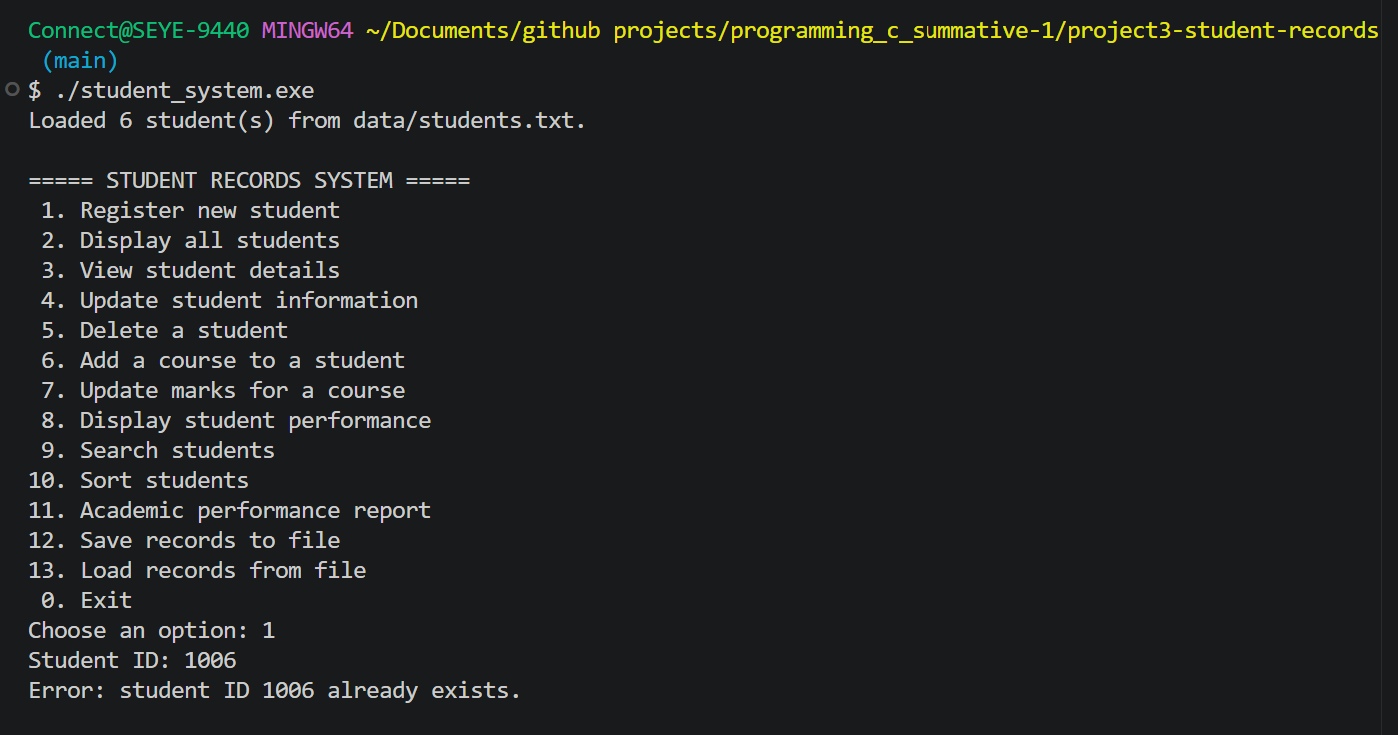 Connect@SEYE-9440 MINGW64 ~/Documents/github projects/programming_c_summative-1/project3-student-records
(main)
$ ./student_system.exe
Loaded 6 student(s) from data/students.txt.
===== STUDENT RECORDS SYSTEM =====
1. Register new student
2. Display all students
3. View student details
4. Update student information
5. Delete a student
6. Add a course to a student
7. Update marks for a course
8. Display student performance
9. Search students
10. Sort students
11. Academic performance report
12. Save records to file
13. Load records from file
0. Exit
Choose an option: 1
Student ID: 1006
Error: student ID 1006 already exists.